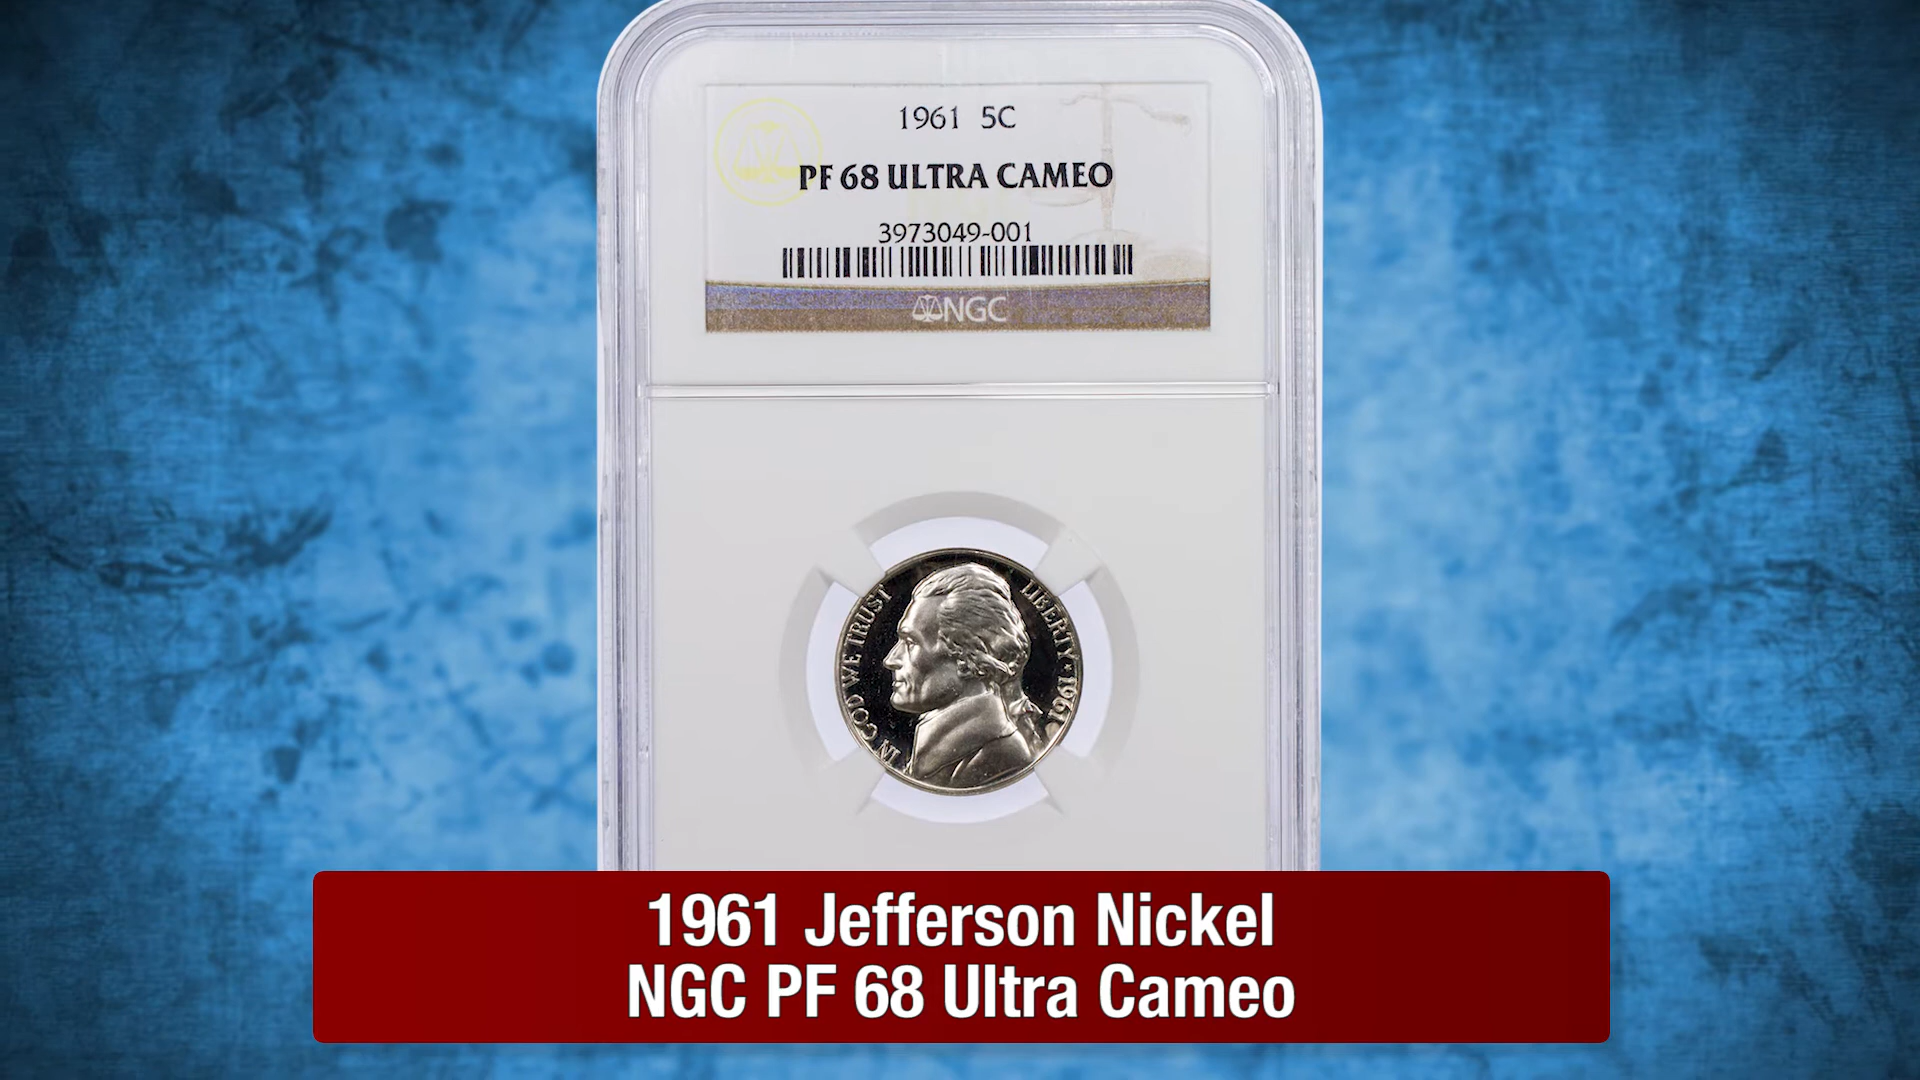 1961 5C
PF 68 ULTRA CAMEO
3973049-001
NGC
IN GOD WE TRUST
LIBERTY * 1961
1961 Jefferson Nickel
NGC PF 68 Ultra Cameo